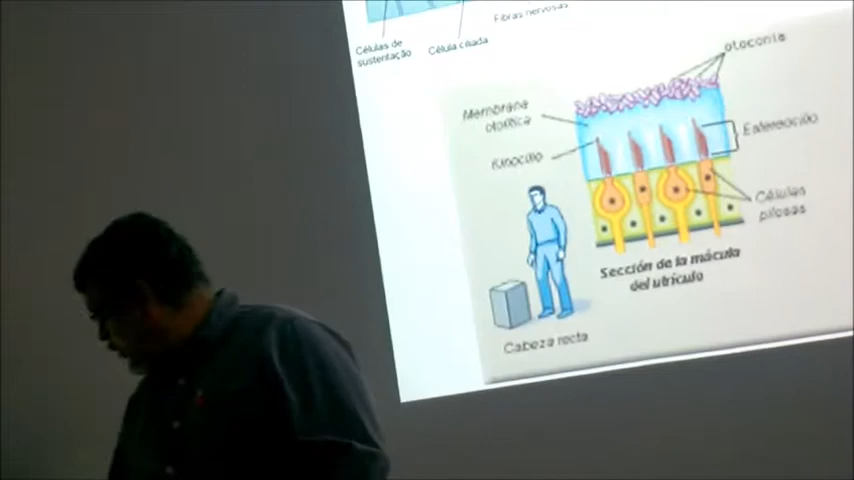 Fibras nervosas
Células de
sustentação
Célula ciliada
otoconia
Membrana
otolítica
Estereocilio
Kinocilio
Células
pilosas
Sección de la mácula
del utrículo
Cabeza recta